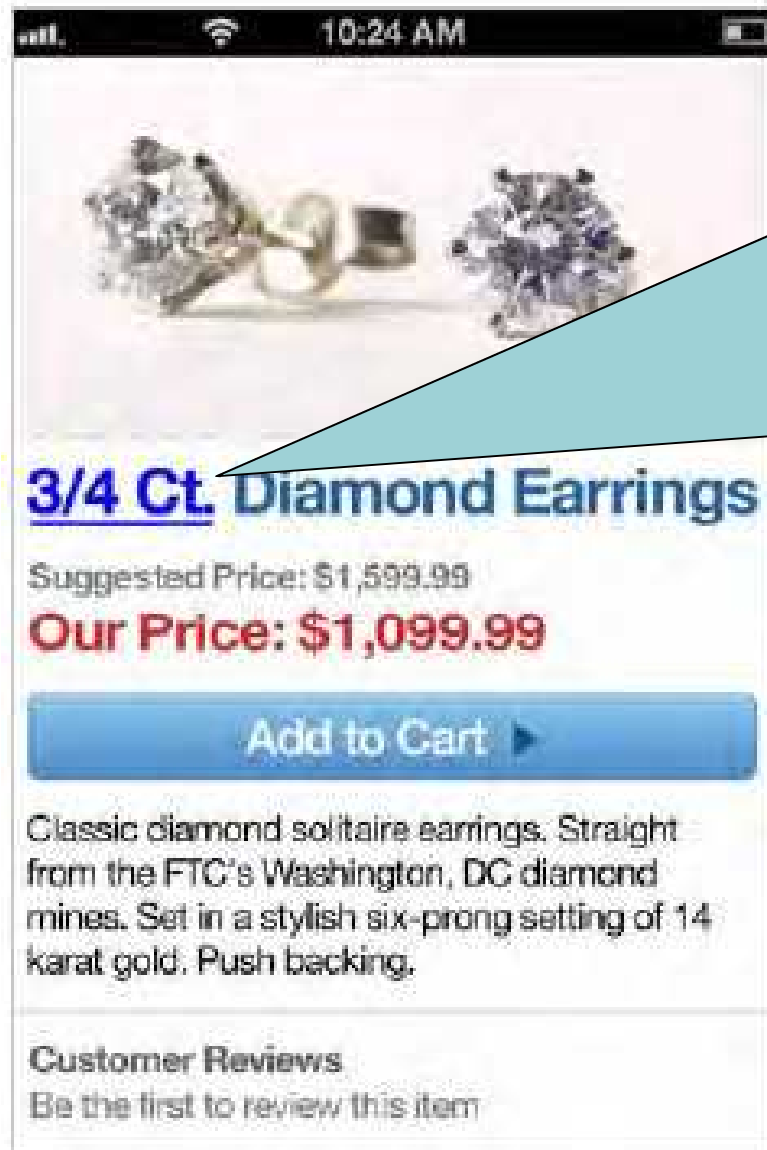 10:24 AM
3/4 Ct. Diamond Earrings
Suggested Price: $1,599.99
Our Price: $1,099.99
Add to Cart
Classic diamond solitaire earrings. Straight
from the FTC's Washington, DC diamond
mines. Set in a stylish six-prong setting of 14
karat gold. Push backing.
Customer Reviews
Be the first to review this item